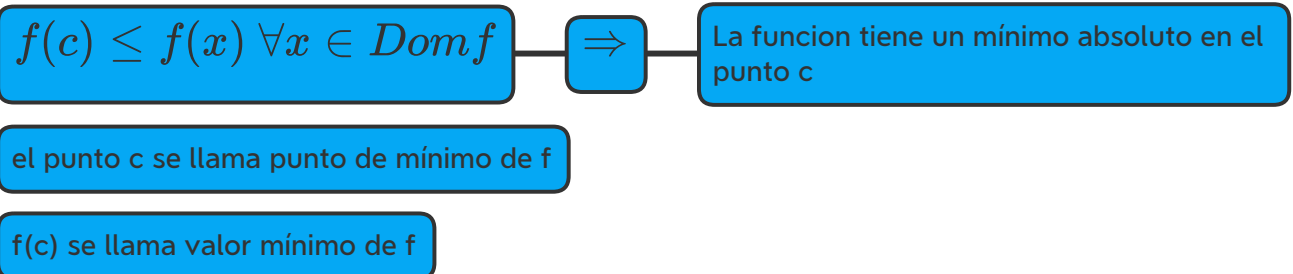 f(c) ≤ f(x) ∀x ∈ Domf
⇒
La funcion tiene un mínimo absoluto en el
punto c
el punto c se llama punto de mínimo de f
f(c) se llama valor mínimo de f